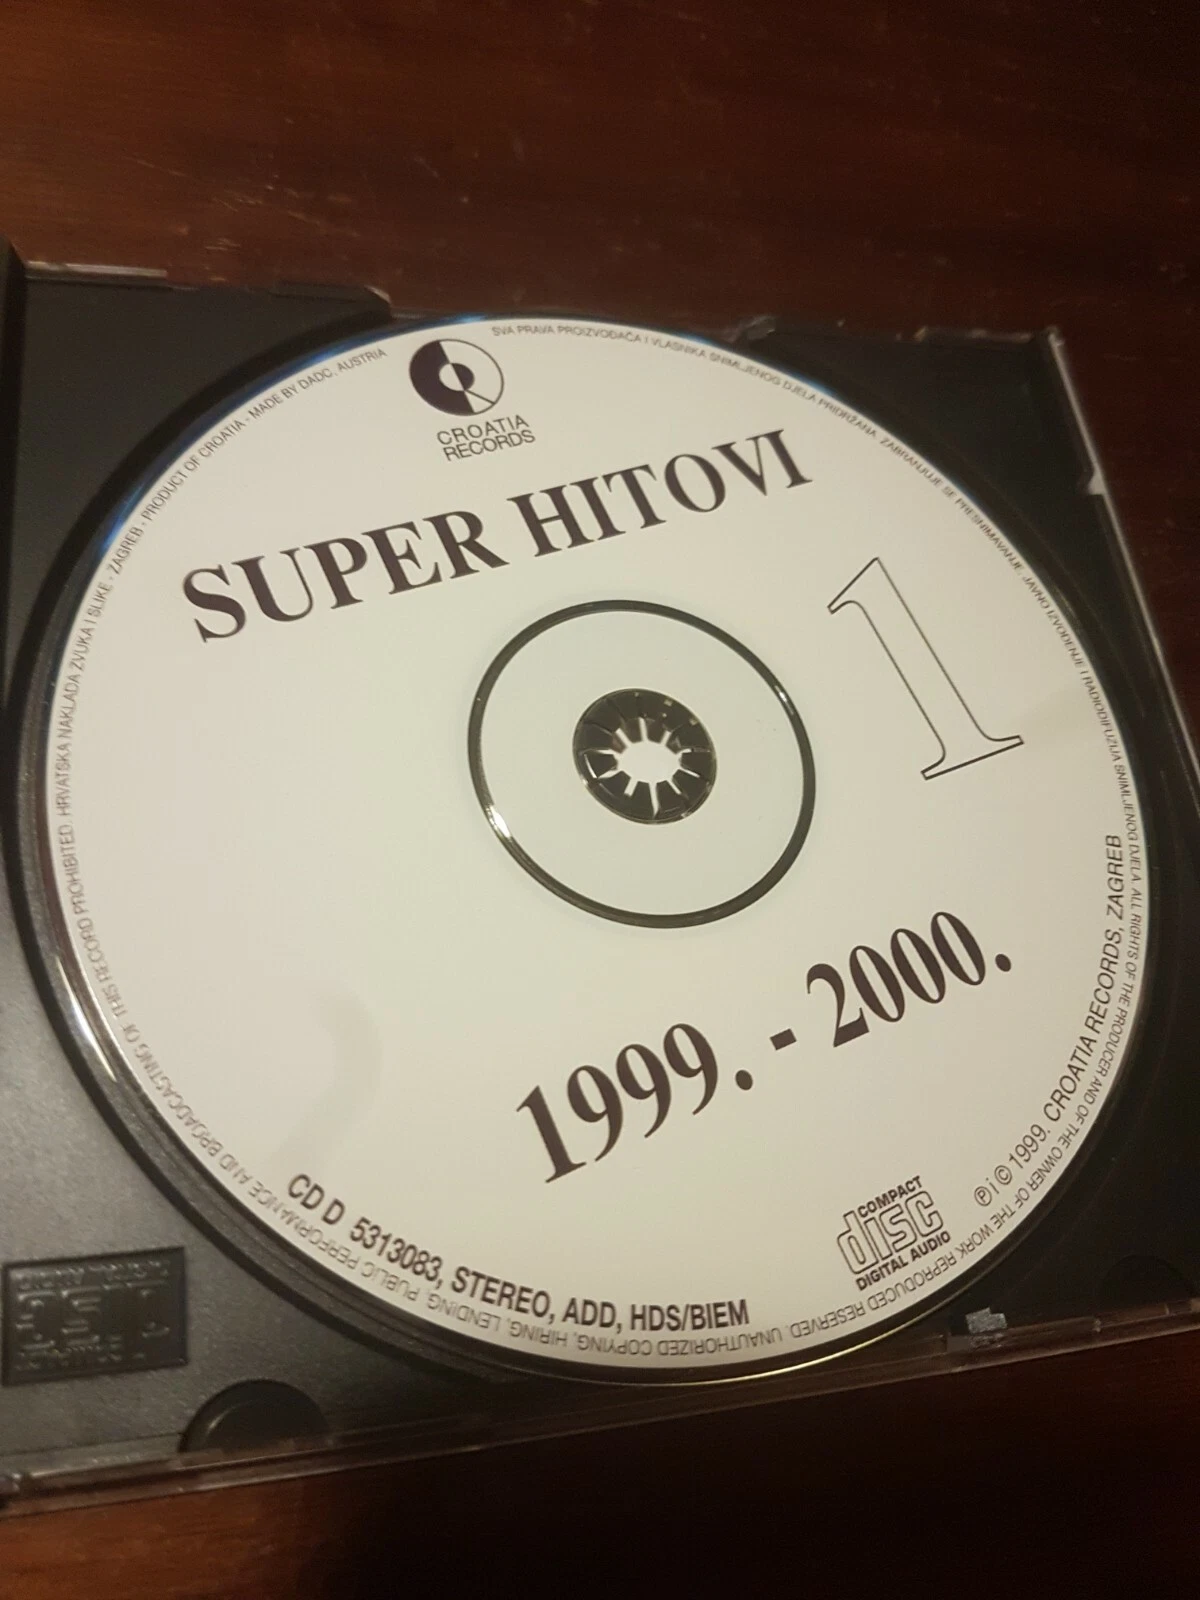 CROATIA
RECORDS
SUPER HITOVI
1
1999. - 2000.
CD D 5313083, STEREO, ADD, HDS/BIEM
COMPACT
disc
DIGITAL AUDIO
℗ i © 1999. CROATIA RECORDS, ZAGREB
SVA PRAVA PROIZVOĐAČA I VLASNIKA SNIMLJENOG DJELA PRIDRŽANA. ZABRANJUJE SE PRESNIMAVANJE, JAVNO IZVOĐENJE I RADIODIFUZIJA SNIMLJENOG DJELA. ALL RIGHTS OF THE PRODUCER AND OF THE OWNER OF THE WORK REPRODUCED RESERVED. UNAUTHORIZED COPYING, HIRING, LENDING, PUBLIC PERFORMANCE AND BROADCASTING OF THIS RECORD PROHIBITED. HRVATSKA NAKLADA ZVUKA I SLIKE - ZAGREB - PRODUCT OF CROATIA - MADE BY DADC, AUSTRIA